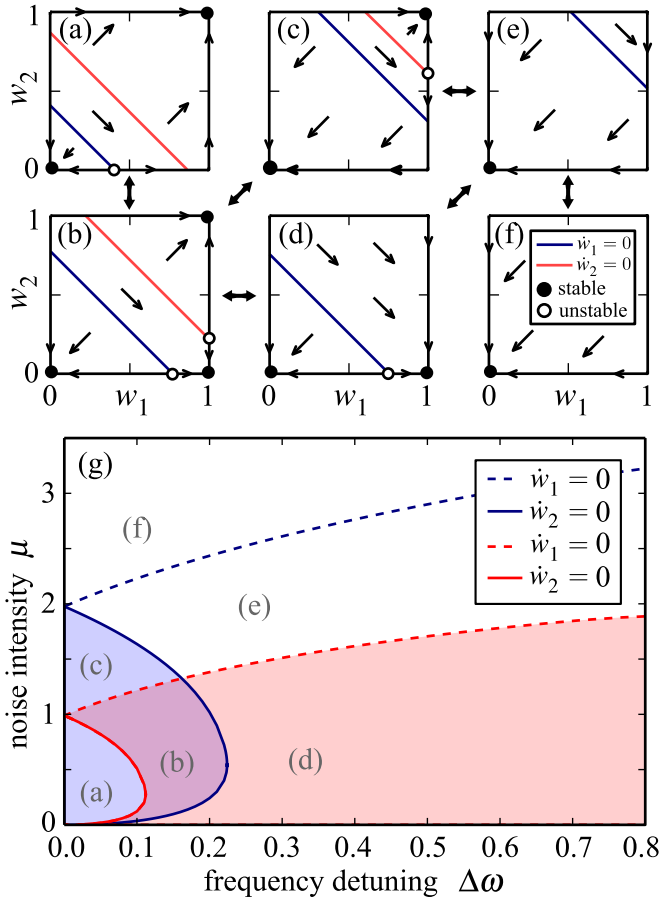 (a) (c) (e)
1
w₂
0
(b) (d) (f)
1
w₂
0
ẇ₁ = 0
ẇ₂ = 0
stable
unstable
0 w₁ 1 0 w₁ 1 0 w₁ 1
(g)
ẇ₁ = 0
ẇ₂ = 0
ẇ₁ = 0
ẇ₂ = 0
noise intensity μ
3
2
1
0
(f)
(e)
(c)
(b)
(d)
(a)
0.0 0.1 0.2 0.3 0.4 0.5 0.6 0.7 0.8
frequency detuning Δω